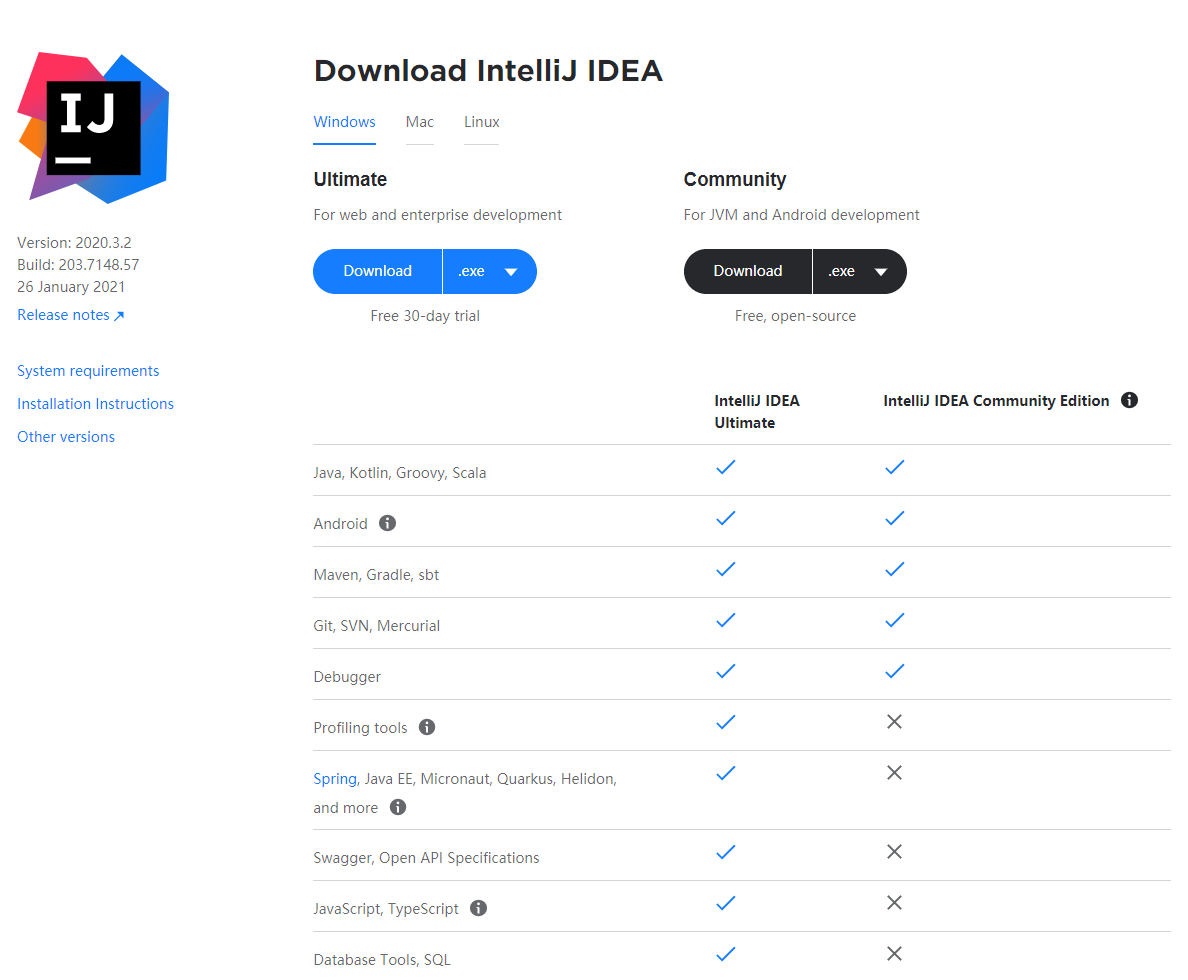 IJ
Download IntelliJ IDEA
Windows Mac Linux
Ultimate
For web and enterprise development
Download .exe
Free 30-day trial
Community
For JVM and Android development
Download .exe
Free, open-source
Version: 2020.3.2
Build: 203.7148.57
26 January 2021
Release notes ↗
System requirements
Installation Instructions
Other versions
IntelliJ IDEA
Ultimate
IntelliJ IDEA Community Edition
Java, Kotlin, Groovy, Scala
Android
Maven, Gradle, sbt
Git, SVN, Mercurial
Debugger
Profiling tools
Spring, Java EE, Micronaut, Quarkus, Helidon,
and more
Swagger, Open API Specifications
JavaScript, TypeScript
Database Tools, SQL